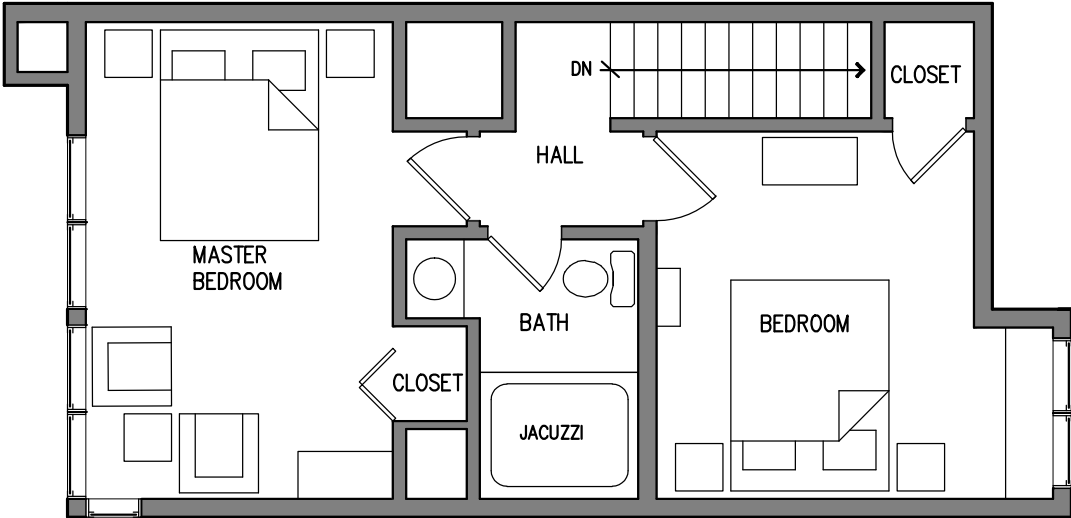 DN
CLOSET
HALL
MASTER
BEDROOM
BATH
BEDROOM
CLOSET
JACUZZI